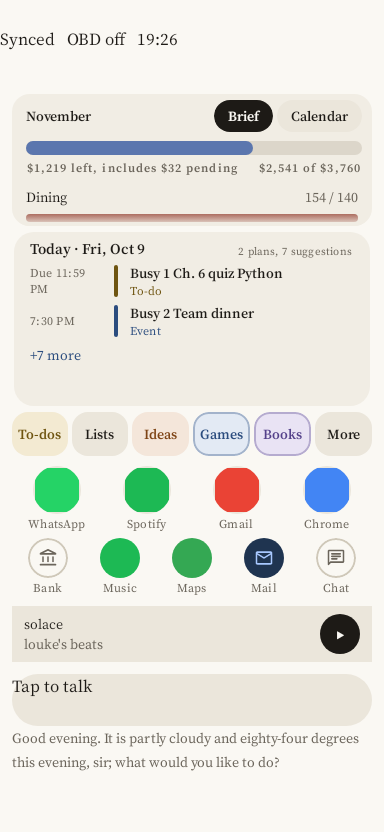 Synced OBD off 19:26
November Brief Calendar
$1,219 left, includes $32 pending $2,541 of $3,760
Dining 154 / 140
Today · Fri, Oct 9 2 plans, 7 suggestions
Due 11:59 PM Busy 1 Ch. 6 quiz Python
To-do
7:30 PM Busy 2 Team dinner
Event
+7 more
To-dos Lists Ideas Games Books More
WhatsApp Spotify Gmail Chrome
Bank Music Maps Mail Chat
solace
louke's beats
Tap to talk
Good evening. It is partly cloudy and eighty-four degrees
this evening, sir; what would you like to do?